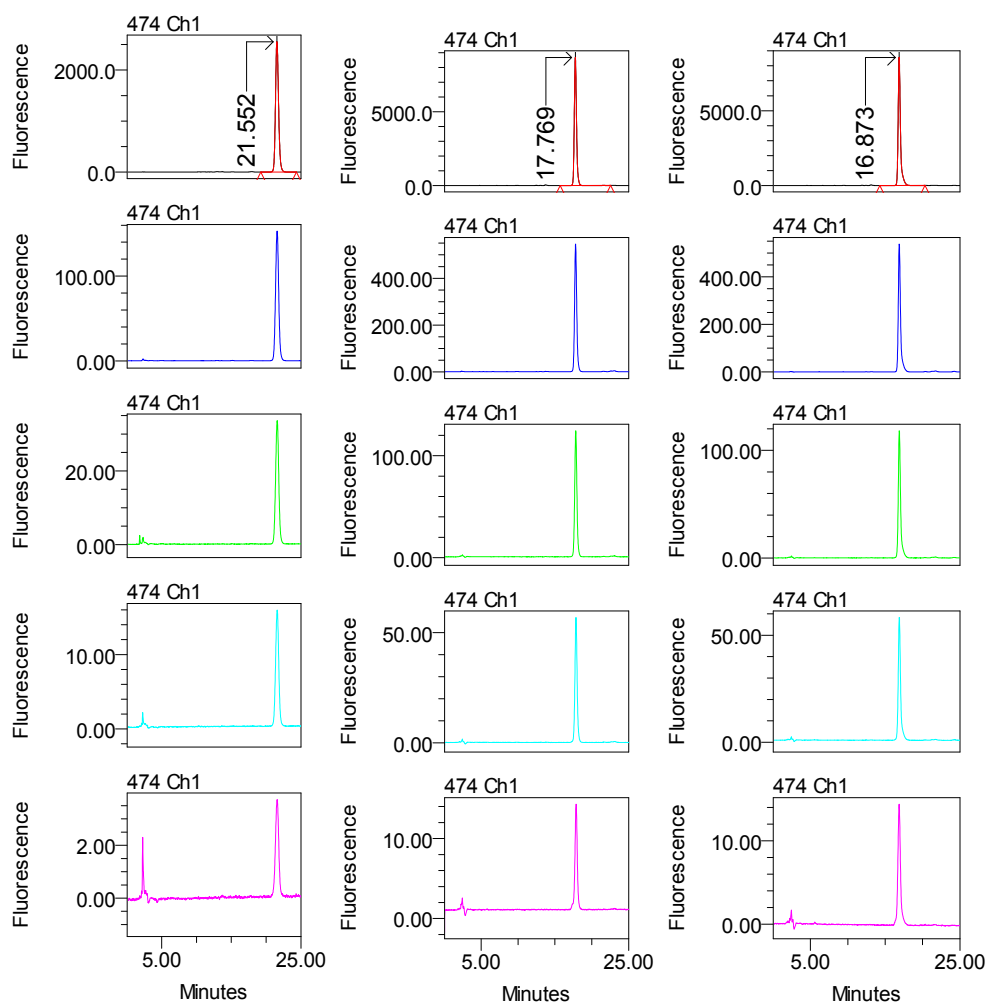 474 Ch1
Fluorescence
2000.0
0.0
21.552
474 Ch1
Fluorescence
5000.0
0.0
17.769
474 Ch1
Fluorescence
5000.0
0.0
16.873
474 Ch1
Fluorescence
100.00
0.00
474 Ch1
Fluorescence
400.00
200.00
0.00
474 Ch1
Fluorescence
400.00
200.00
0.00
474 Ch1
Fluorescence
20.00
0.00
474 Ch1
Fluorescence
100.00
0.00
474 Ch1
Fluorescence
100.00
0.00
474 Ch1
Fluorescence
10.00
0.00
474 Ch1
Fluorescence
50.00
0.00
474 Ch1
Fluorescence
50.00
0.00
474 Ch1
Fluorescence
2.00
0.00
5.00 25.00
Minutes
474 Ch1
Fluorescence
10.00
0.00
5.00 25.00
Minutes
474 Ch1
Fluorescence
10.00
0.00
5.00 25.00
Minutes